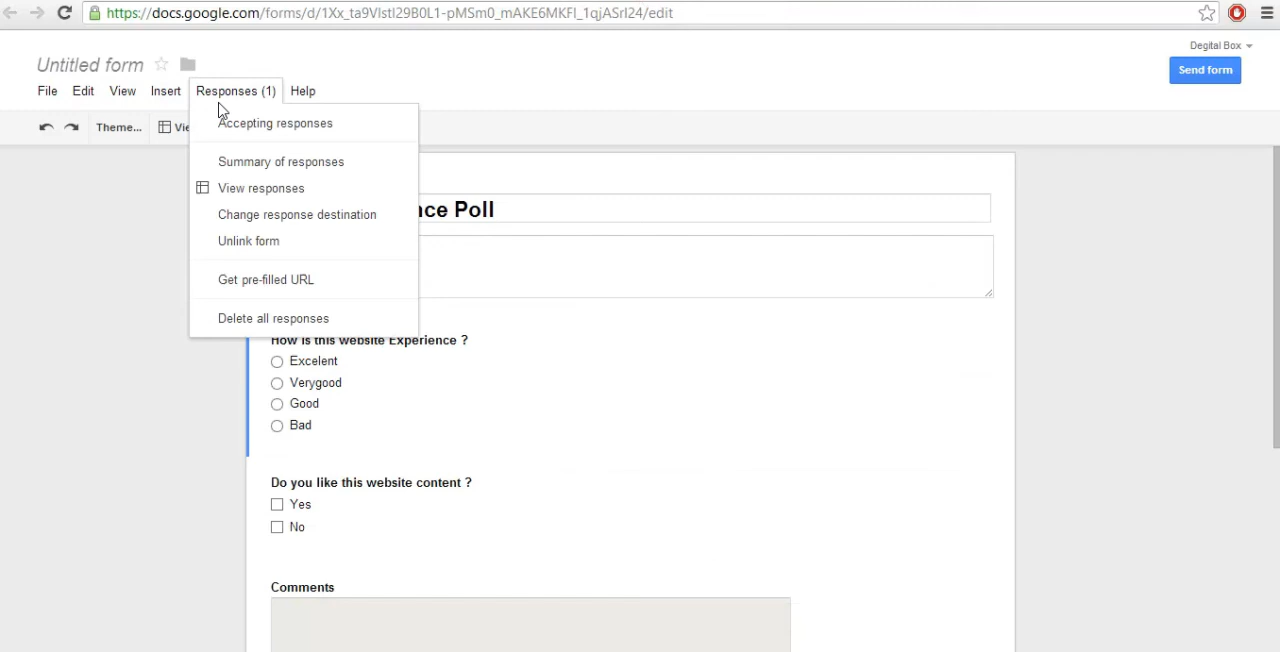 https://docs.google.com/forms/d/1Xx_ta9VIstI29B0L1-pMSm0_mAKE6MKFI_1qjASrI24/edit
Degital Box
Untitled form
Send form
File Edit View Insert Responses (1) Help
Theme...
Accepting responses
Summary of responses
View responses
Change response destination
Unlink form
Get pre-filled URL
Delete all responses
Poll
How is this website Experience ?
Excelent
Verygood
Good
Bad
Do you like this website content ?
Yes
No
Comments